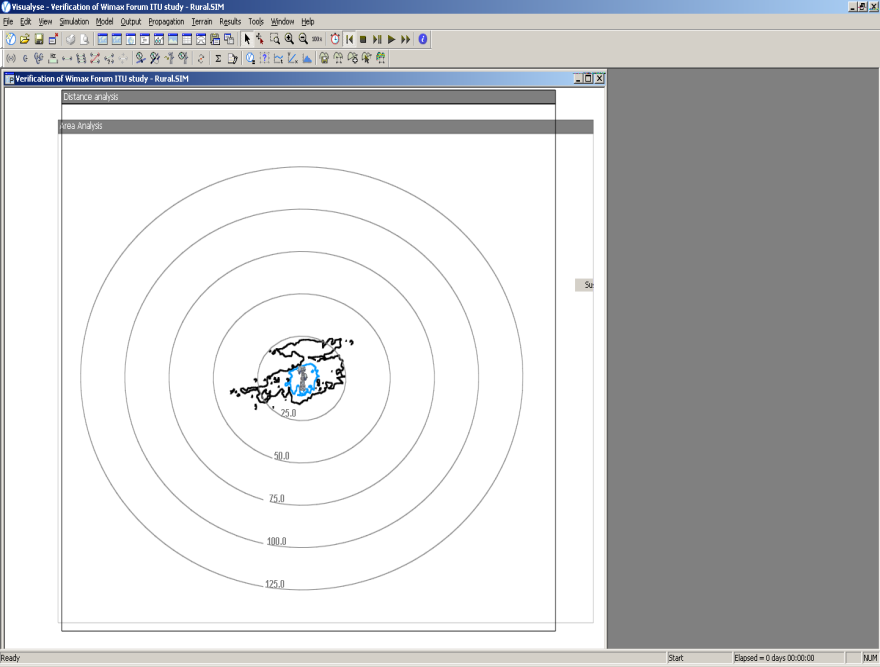 Visualyse - Verification of Wimax Forum ITU study - Rural.SIM
File Edit View Simulation Model Output Propagation Terrain Results Tools Window Help
Verification of Wimax Forum ITU study - Rural.SIM
Distance analysis
Area Analysis
Su
25.0
50.0
75.0
100.0
125.0
Ready
Start
Elapsed = 0 days 00:00:00
NUM